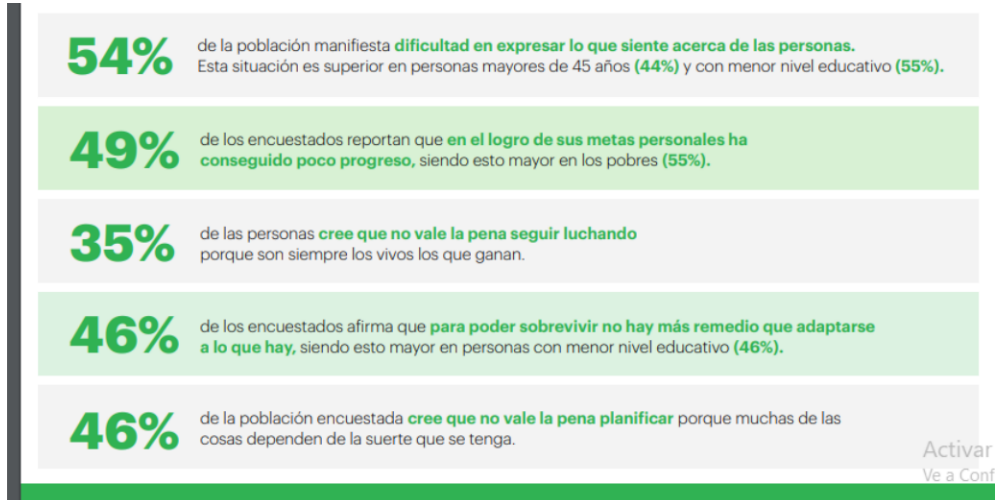 54%
de la población manifiesta dificultad en expresar lo que siente acerca de las personas.
Esta situación es superior en personas mayores de 45 años (44%) y con menor nivel educativo (55%).
49%
de los encuestados reportan que en el logro de sus metas personales ha
conseguido poco progreso, siendo esto mayor en los pobres (55%).
35%
de las personas cree que no vale la pena seguir luchando
porque son siempre los vivos los que ganan.
46%
de los encuestados afirma que para poder sobrevivir no hay más remedio que adaptarse
a lo que hay, siendo esto mayor en personas con menor nivel educativo (46%).
46%
de la población encuestada cree que no vale la pena planificar porque muchas de las
cosas dependen de la suerte que se tenga.
Activar
Ve a Conf